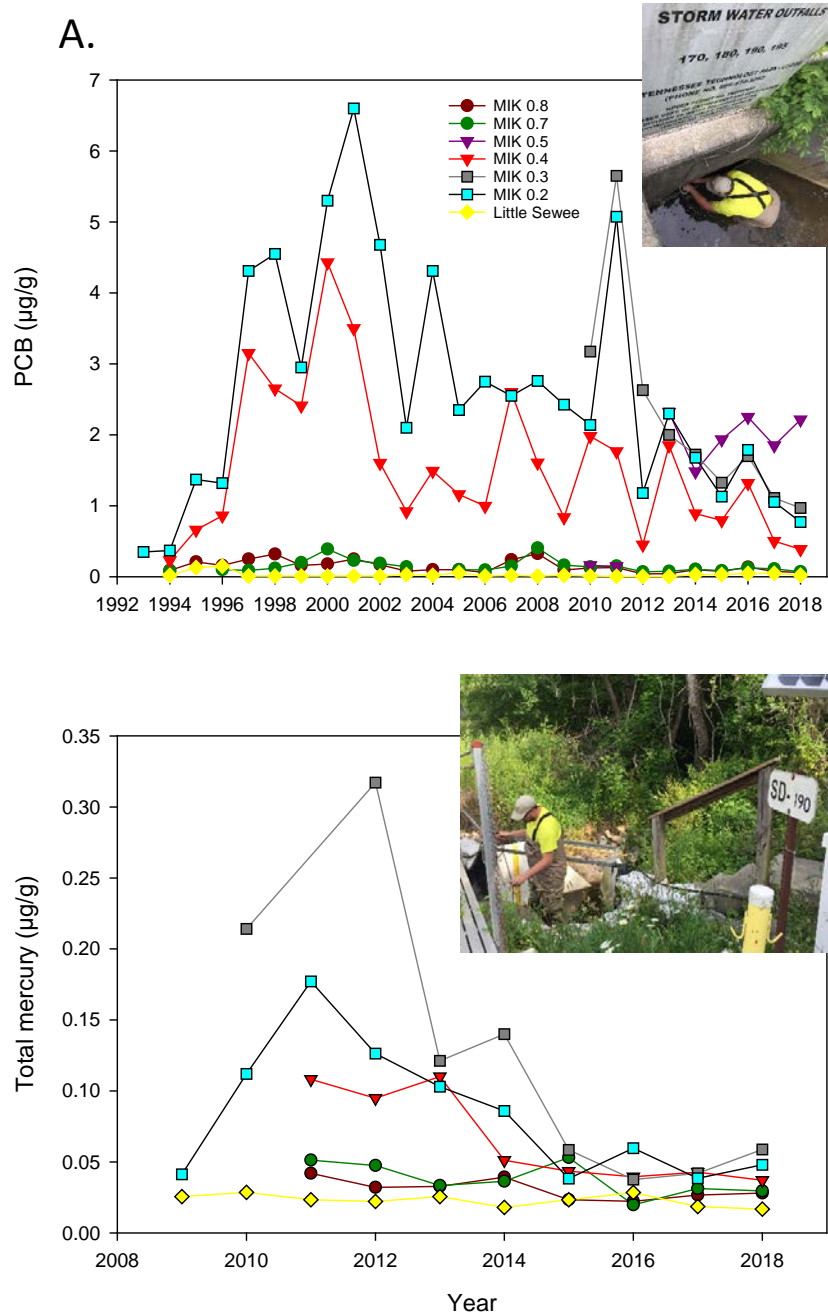 A.
STORM WATER OUTFALLS
170, 180, 190, 195
PCB (µg/g)
7
6
5
4
3
2
1
0
MIK 0.8
MIK 0.7
MIK 0.5
MIK 0.4
MIK 0.3
MIK 0.2
Little Sewee
1992 1994 1996 1998 2000 2002 2004 2006 2008 2010 2012 2014 2016 2018
SD-190
Total mercury (µg/g)
0.35
0.30
0.25
0.20
0.15
0.10
0.05
0.00
2008 2010 2012 2014 2016 2018
Year